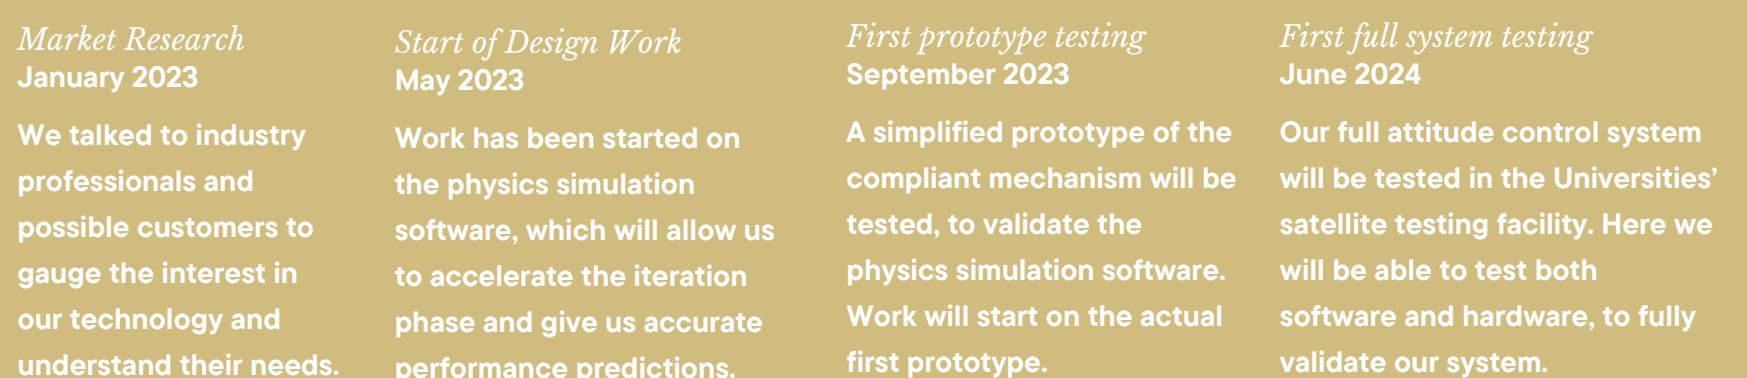 Market Research
January 2023
We talked to industry
professionals and
possible customers to
gauge the interest in
our technology and
understand their needs.
Start of Design Work
May 2023
Work has been started on
the physics simulation
software, which will allow us
to accelerate the iteration
phase and give us accurate
performance predictions.
First prototype testing
September 2023
A simplified prototype of the
compliant mechanism will be
tested, to validate the
physics simulation software.
Work will start on the actual
first prototype.
First full system testing
June 2024
Our full attitude control system
will be tested in the Universities’
satellite testing facility. Here we
will be able to test both
software and hardware, to fully
validate our system.